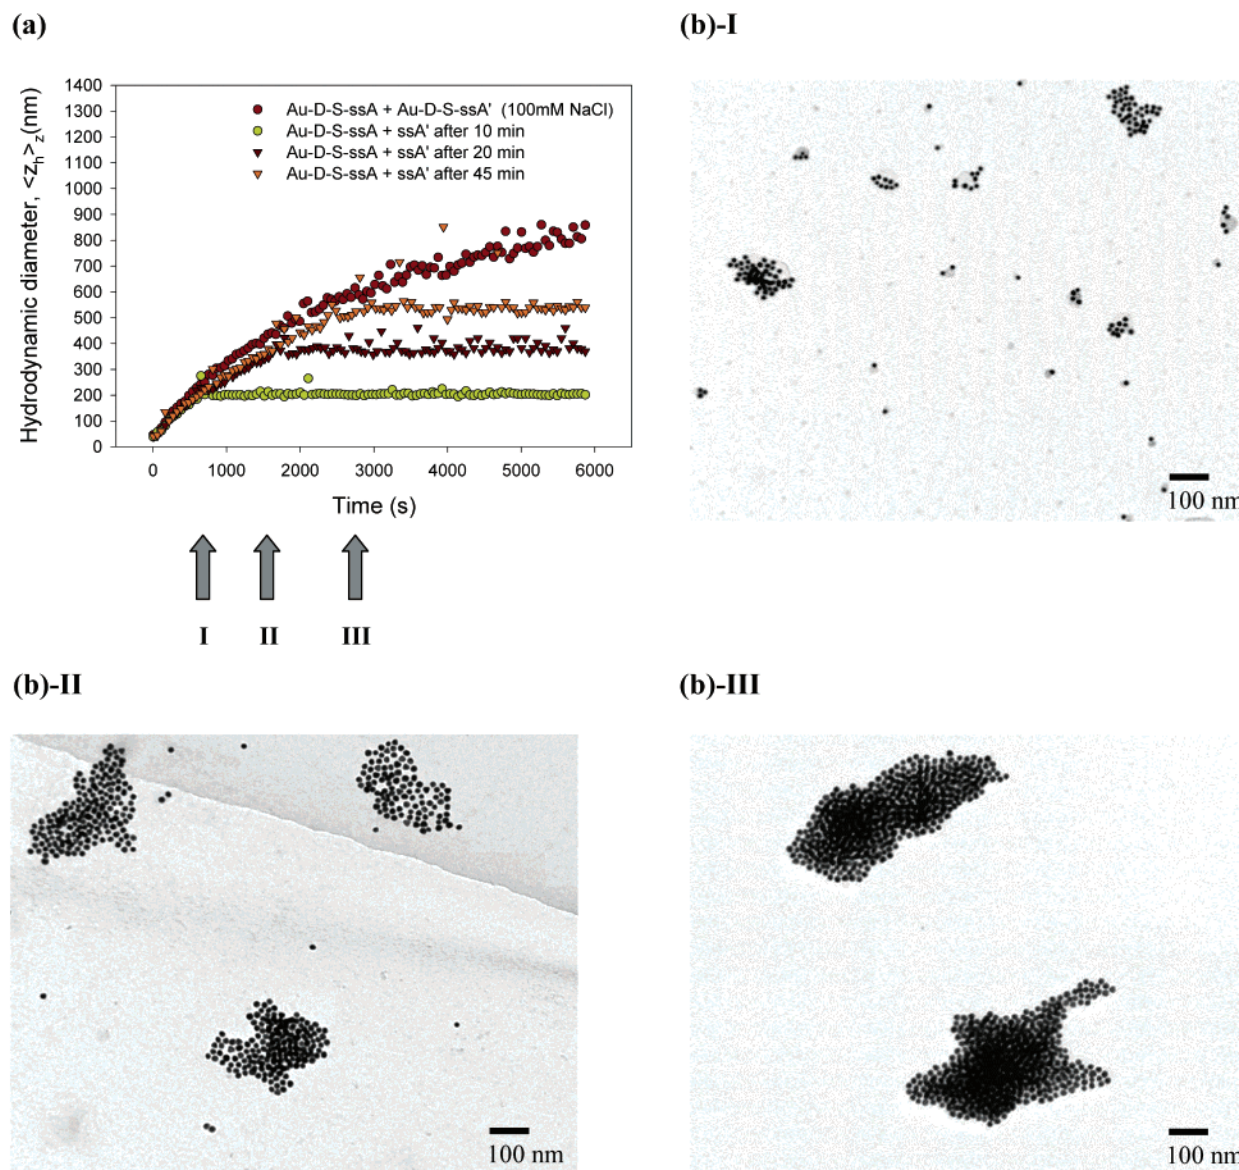 (a)
Hydrodynamic diameter, <z_h>_z(nm)
1400
1300
1200
1100
1000
900
800
700
600
500
400
300
200
100
0
Au-D-S-ssA + Au-D-S-ssA' (100mM NaCl)
Au-D-S-ssA + ssA' after 10 min
Au-D-S-ssA + ssA' after 20 min
Au-D-S-ssA + ssA' after 45 min
0 1000 2000 3000 4000 5000 6000
Time (s)
I II III
(b)-I
100 nm
(b)-II
100 nm
(b)-III
100 nm